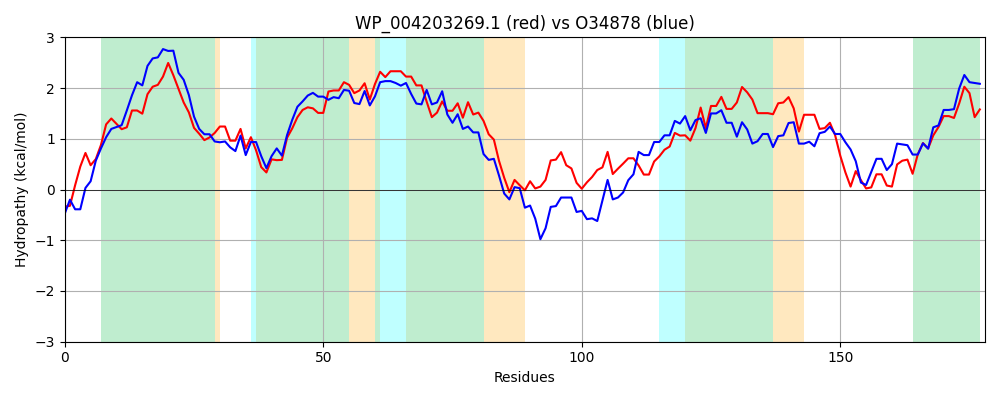 WP_004203269.1 (red) vs O34878 (blue)
Hydropathy (kcal/mol)
3
2
1
0
−1
−2
−3
0 50 100 150
Residues